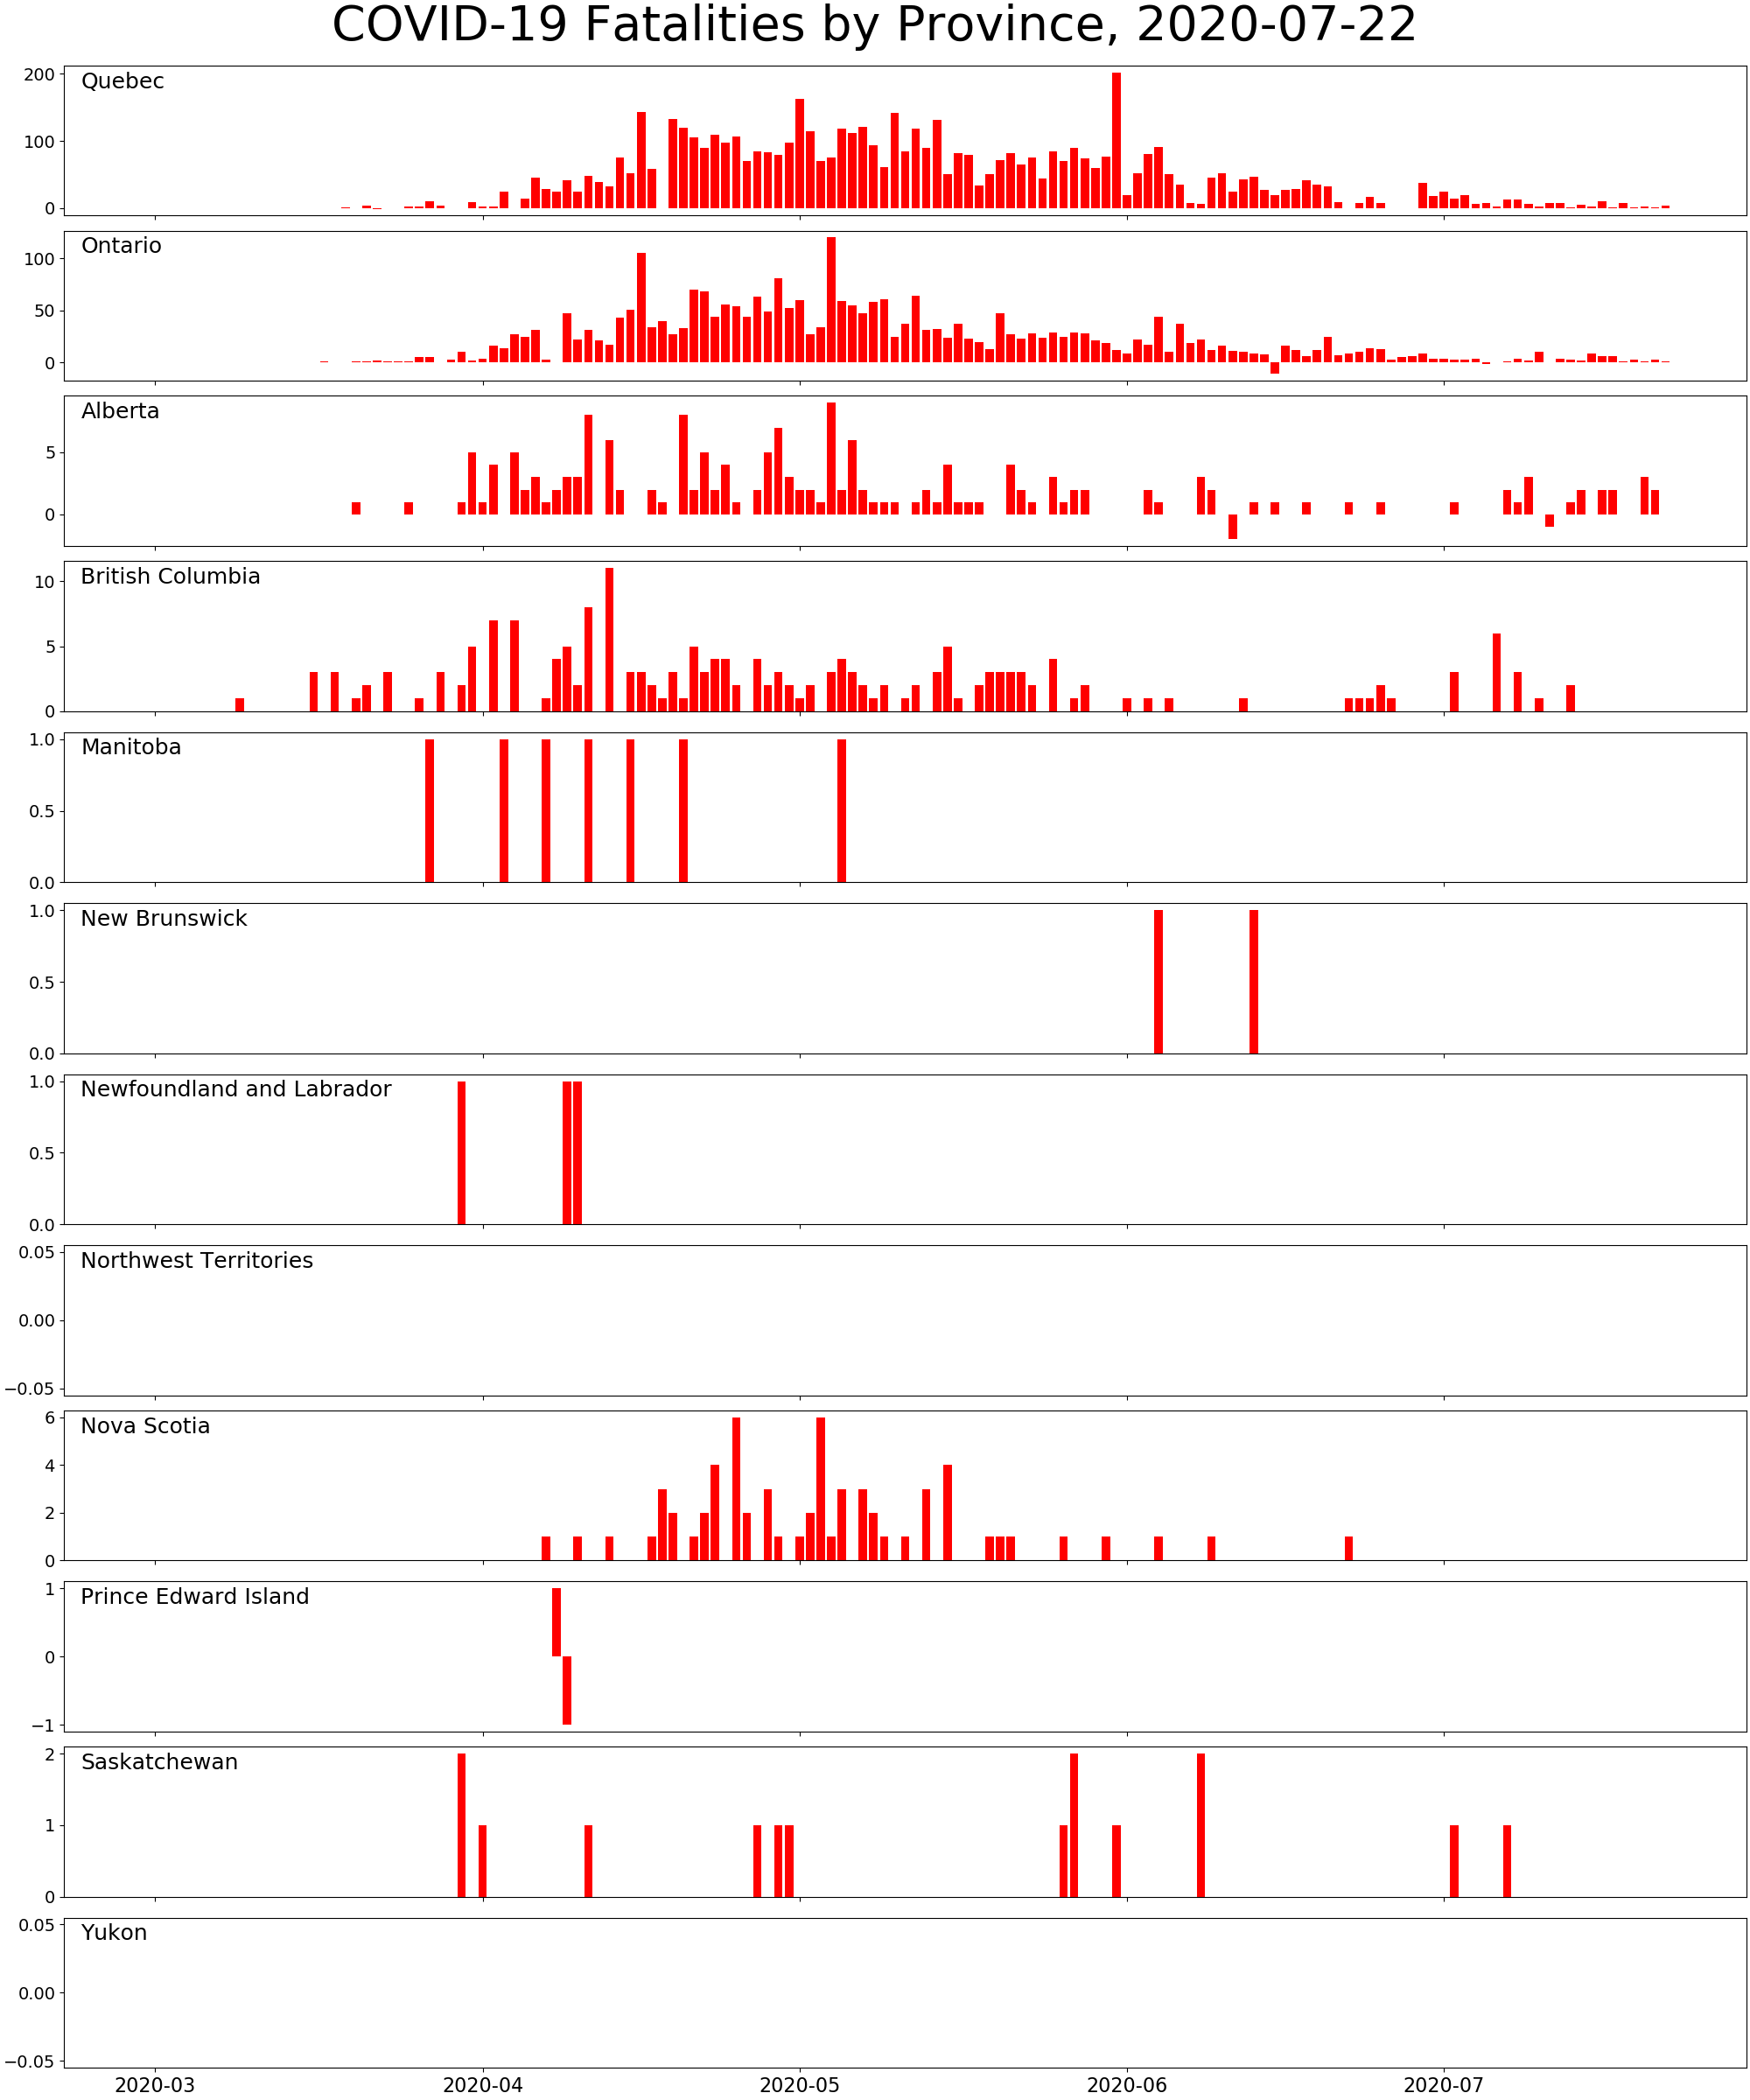 COVID-19 Fatalities by Province, 2020-07-22
Quebec
200
100
0
Ontario
100
50
0
Alberta
5
0
British Columbia
10
5
0
Manitoba
1.0
0.5
0.0
New Brunswick
1.0
0.5
0.0
Newfoundland and Labrador
1.0
0.5
0.0
Northwest Territories
0.05
0.00
−0.05
Nova Scotia
6
4
2
0
Prince Edward Island
1
0
−1
Saskatchewan
2
1
0
Yukon
0.05
0.00
−0.05
2020-03 2020-04 2020-05 2020-06 2020-07